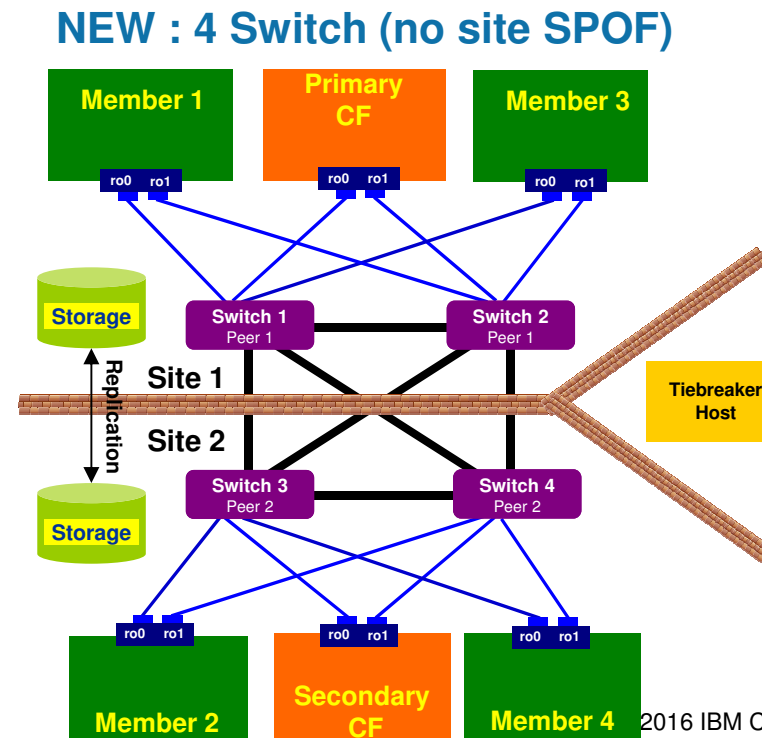 NEW : 4 Switch (no site SPOF)
Member 1
Primary
CF
Member 3
ro0 ro1
ro0 ro1
ro0 ro1
Storage
Switch 1
Peer 1
Switch 2
Peer 1
Replication
Site 1
Tiebreaker
Host
Site 2
Switch 3
Peer 2
Switch 4
Peer 2
Storage
ro0 ro1
ro0 ro1
ro0 ro1
Member 2
Secondary
CF
Member 4
2016 IBM C